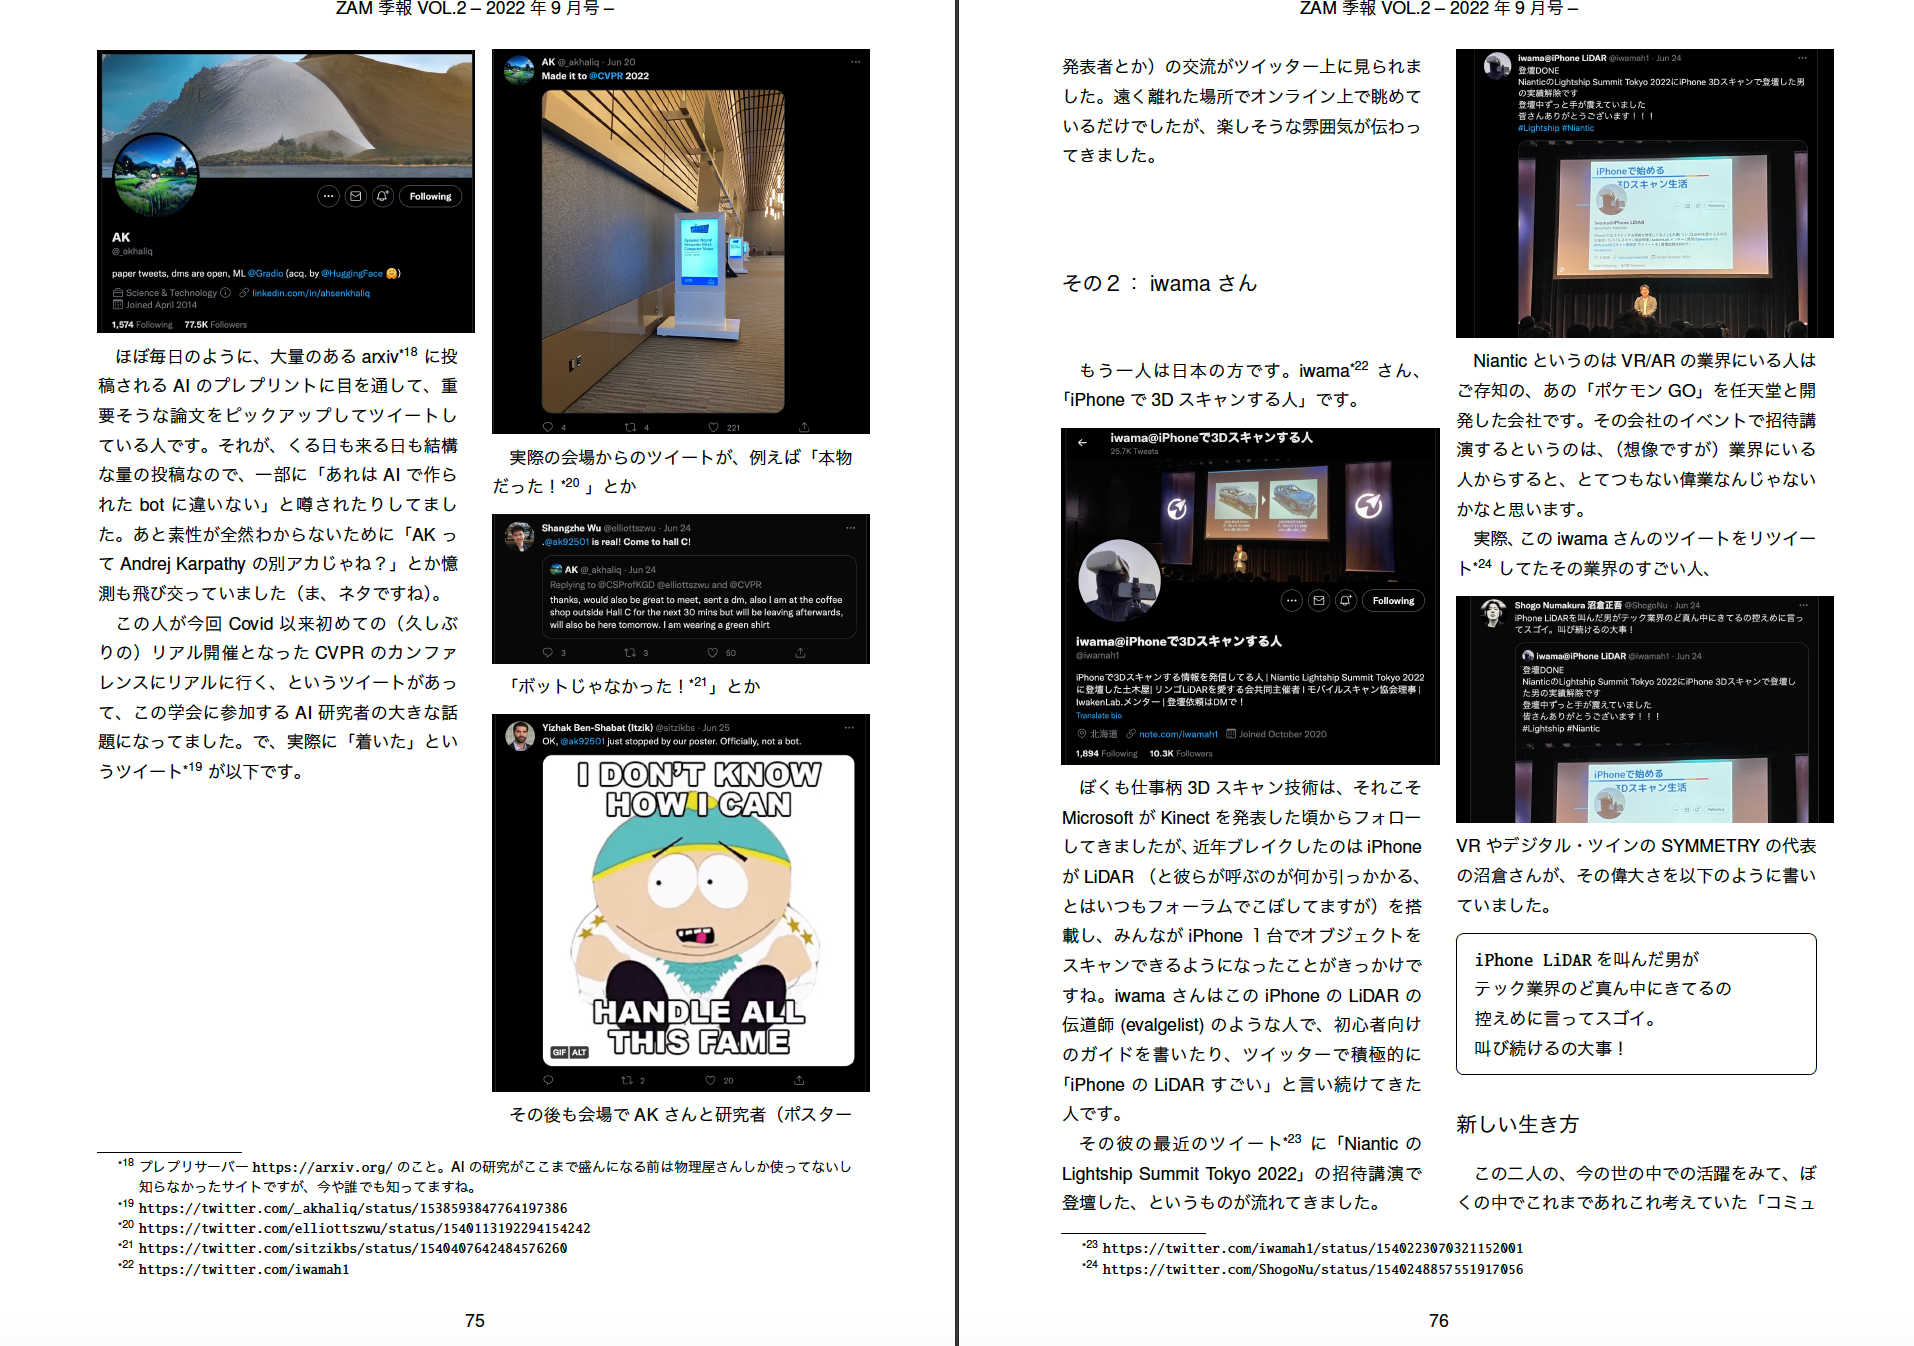 ZAM 季報 VOL.2 – 2022 年 9 月号 –
Following
AK
@_akhaliq
paper tweets, dms are open, ML @Gradio (acq. by @HuggingFace 🤗)
Science & Technology linkedin.com/in/ahsenkhaliq
Joined April 2014
1,574 Following 77.5K Followers
ほぼ毎日のように、大量のある arxiv*18 に投
稿される AI のプレプリントに目を通して、重
要そうな論文をピックアップしてツイートし
ている人です。それが、くる日も来る日も結構
な量の投稿なので、一部に「あれは AI で作ら
れた bot に違いない」と噂されたりしてまし
た。あと素性が全然わからないために「AK っ
て Andrej Karpathy の別アカじゃね？」とか憶
測も飛び交っていました（ま、ネタですね）。
この人が今回 Covid 以来初めての（久しぶ
りの）リアル開催となった CVPR のカンファ
レンスにリアルに行く、というツイートがあっ
て、この学会に参加する AI 研究者の大きな話
題になってました。で、実際に「着いた」とい
うツイート*19 が以下です。
AK @_akhaliq · Jun 20
Made it to @CVPR 2022
4 4 221
実際の会場からのツイートが、例えば「本物
だった！*20 」とか
Shangzhe Wu @elliottszwu · Jun 24
.@ak92501 is real! Come to hall C!
AK @_akhaliq · Jun 24
Replying to @CSProfKGD @elliottszwu and @CVPR
thanks, would also be great to meet, sent a dm, also I am at the coffee
shop outside Hall C for the next 30 mins but will be leaving afterwards,
will also be here tomorrow. I am wearing a green shirt
3 3 50
「ボットじゃなかった！*21」とか
Yizhak Ben-Shabat (Itzik) @sitzikbs · Jun 25
OK, @ak92501 just stopped by our poster. Officially, not a bot.
I DON'T KNOW
HOW I CAN
HANDLE ALL
THIS FAME
GIF ALT
2 20
その後も会場で AK さんと研究者（ポスター
*18 プレプリサーバー https://arxiv.org/ のこと。AI の研究がここまで盛んになる前は物理屋さんしか使ってないし
知らなかったサイトですが、今や誰でも知ってますね。
*19 https://twitter.com/_akhaliq/status/1538593847764197386
*20 https://twitter.com/elliottszwu/status/1540113192294154242
*21 https://twitter.com/sitzikbs/status/1540407642484576260
*22 https://twitter.com/iwamah1
75
ZAM 季報 VOL.2 – 2022 年 9 月号 –
発表者とか）の交流がツイッター上に見られま
した。遠く離れた場所でオンライン上で眺めて
いるだけでしたが、楽しそうな雰囲気が伝わっ
てきました。
その２： iwama さん
もう一人は日本の方です。iwama*22 さん、
「iPhone で 3D スキャンする人」です。
iwama@iPhoneで3Dスキャンする人
25.7K Tweets
Following
iwama@iPhoneで3Dスキャンする人
@iwamah1
iPhoneで3Dスキャンする情報を発信してる人 | Niantic Lightship Summit Tokyo 2022
に登壇した土木屋| リンゴLiDARを愛する会共同主催者 | モバイルスキャン協会理事 |
IwakenLab.メンター | 登壇依頼はDMで！
Translate bio
北海道 note.com/iwamah1 Joined October 2020
1,894 Following 10.3K Followers
ぼくも仕事柄 3D スキャン技術は、それこそ
Microsoft が Kinect を発表した頃からフォロー
してきましたが、近年ブレイクしたのは iPhone
が LiDAR （と彼らが呼ぶのが何か引っかかる、
とはいつもフォーラムでこぼしてますが）を搭
載し、みんなが iPhone １台でオブジェクトを
スキャンできるようになったことがきっかけで
すね。iwama さんはこの iPhone の LiDAR の
伝道師 (evalgelist) のような人で、初心者向け
のガイドを書いたり、ツイッターで積極的に
「iPhone の LiDAR すごい」と言い続けてきた
人です。
その彼の最近のツイート*23 に「Niantic の
Lightship Summit Tokyo 2022」の招待講演で
登壇した、というものが流れてきました。
iwama@iPhone LiDAR @iwamah1 · Jun 24
登壇DONE
NianticのLightship Summit Tokyo 2022にiPhone 3Dスキャンで登壇した男
の実績解除です
登壇中ずっと手が震えていました
皆さんありがとうございます！！！
#Lightship #Niantic
iPhoneで始める
3Dスキャン生活
Following
iwama@iPhone LiDAR
Niantic というのは VR/AR の業界にいる人は
ご存知の、あの「ポケモン GO」を任天堂と開
発した会社です。その会社のイベントで招待講
演するというのは、（想像ですが）業界にいる
人からすると、とてつもない偉業なんじゃない
かなと思います。
実際、この iwama さんのツイートをリツイー
ト*24 してたその業界のすごい人、
Shogo Numakura 沼倉正吾 @ShogoNu · Jun 24
iPhone LiDARを叫んだ男がテック業界のど真ん中にきてるの控えめに言っ
てスゴイ。叫び続けるの大事！
iwama@iPhone LiDAR @iwamah1 · Jun 24
登壇DONE
NianticのLightship Summit Tokyo 2022にiPhone 3Dスキャンで登壇し
た男の実績解除です
登壇中ずっと手が震えていました
皆さんありがとうございます！！！
#Lightship #Niantic
iPhoneで始める
3Dスキャン生活
VR やデジタル・ツインの SYMMETRY の代表
の沼倉さんが、その偉大さを以下のように書い
ていました。
iPhone LiDAR を叫んだ男が
テック業界のど真ん中にきてるの
控えめに言ってスゴイ。
叫び続けるの大事！
新しい生き方
この二人の、今の世の中での活躍をみて、ぼ
くの中でこれまであれこれ考えていた「コミュ
*23 https://twitter.com/iwamah1/status/1540223070321152001
*24 https://twitter.com/ShogoNu/status/1540248857551917056
76